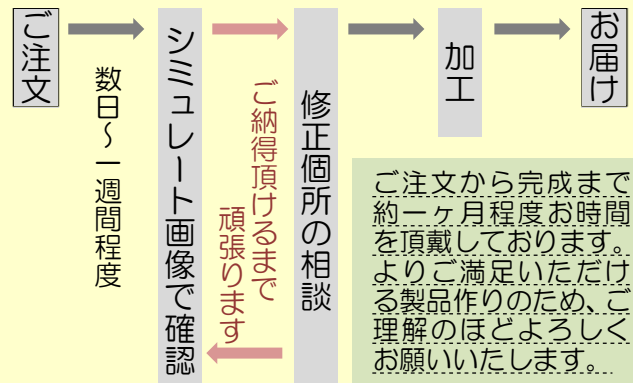 ご注文
数日～一週間程度
シミュレート画像で確認
ご納得頂けるまで
頑張ります
修正個所の相談
加工
お届け
ご注文から完成まで
約一ヶ月程度お時間
を頂戴しております。
よりご満足いただけ
る製品作りのため、ご
理解のほどよろしく
お願いいたします。